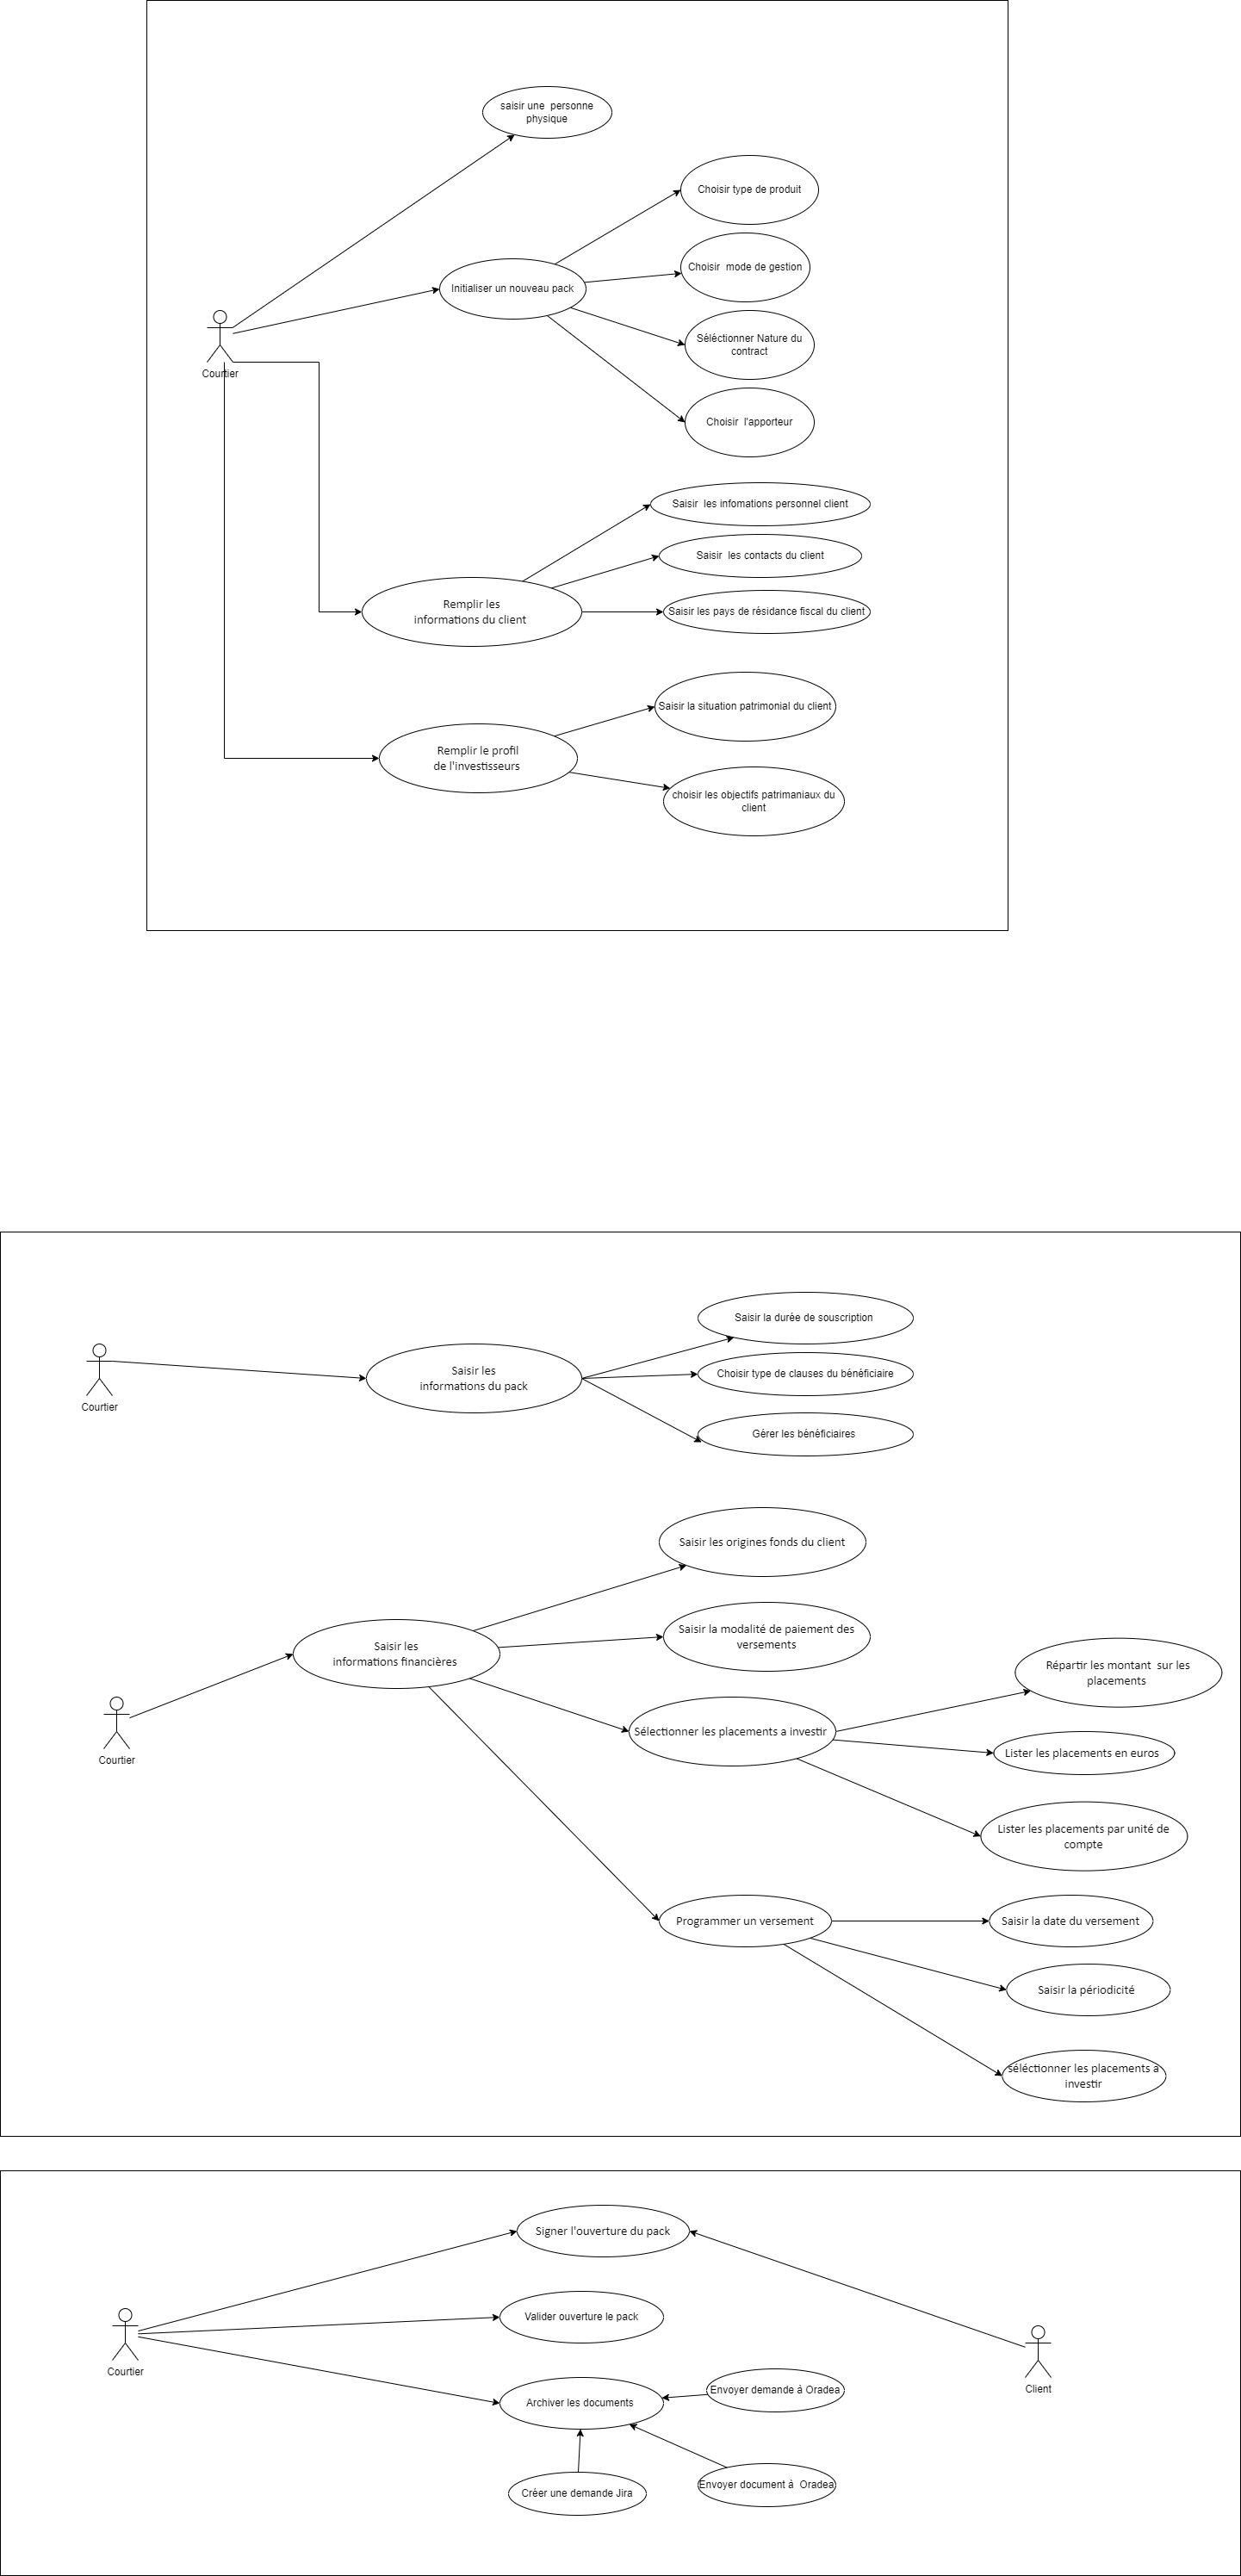 saisir une  personne
physique
Choisir type de produit
Choisir  mode de gestion
Initialiser un nouveau pack
Séléctionner Nature du
contract
Courtier
Choisir  l'apporteur
Saisir  les infomations personnel client
Saisir  les contacts du client
Remplir les
informations du client
Saisir les pays de résidance fiscal du client
Saisir la situation patrimonial du client
Remplir le profil
de l'investisseurs
choisir les objectifs patrimaniaux du
client
Saisir la durée de souscription
Saisir les
informations du pack
Choisir type de clauses du bénéficiaire
Courtier
Gérer les bénéficiaires
Saisir les origines fonds du client
Saisir la modalité de paiement des
versements
Saisir les
informations financières
Répartir les montant  sur les
placements
Sélectionner les placements a investir
Lister les placements en euros
Courtier
Lister les placements par unité de
compte
Programmer un versement
Saisir la date du versement
Saisir la périodicité
séléctionner les placements a
investir
Signer l'ouverture du pack
Valider ouverture le pack
Courtier
Client
Envoyer demande à Oradea
Archiver les documents
Envoyer document à  Oradea
Créer une demande Jira